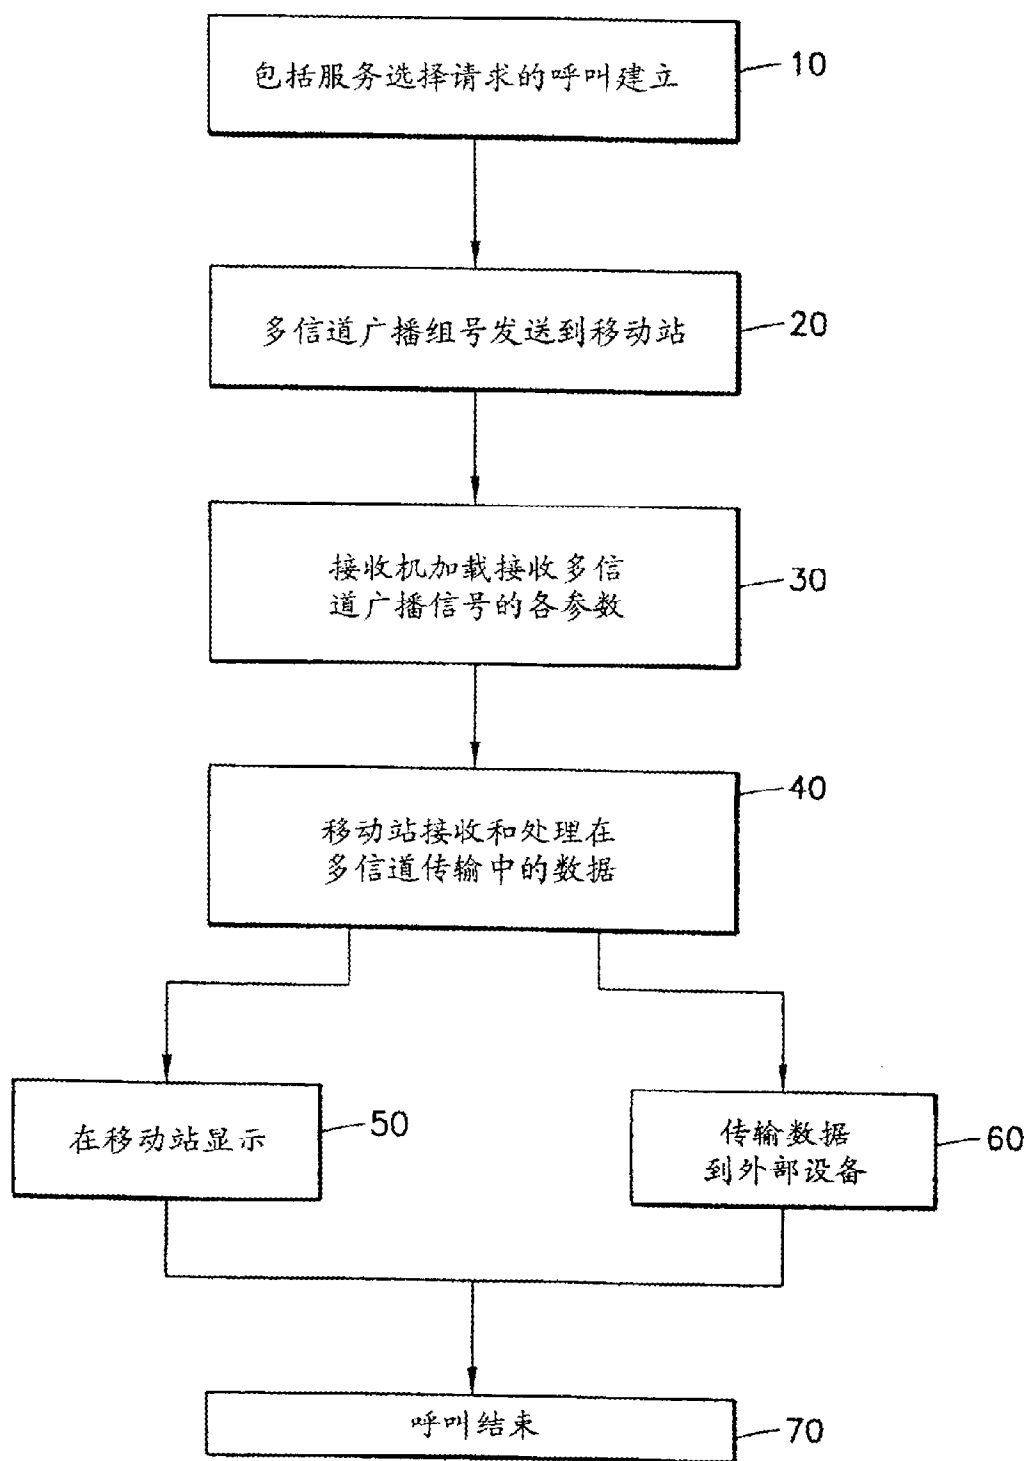 包括服务选择请求的呼叫建立
10
多信道广播组号发送到移动站
20
接收机加载接收多信
道广播信号的各参数
30
移动站接收和处理在
多信道传输中的数据
40
在移动站显示
50
传输数据
到外部设备
60
呼叫结束
70